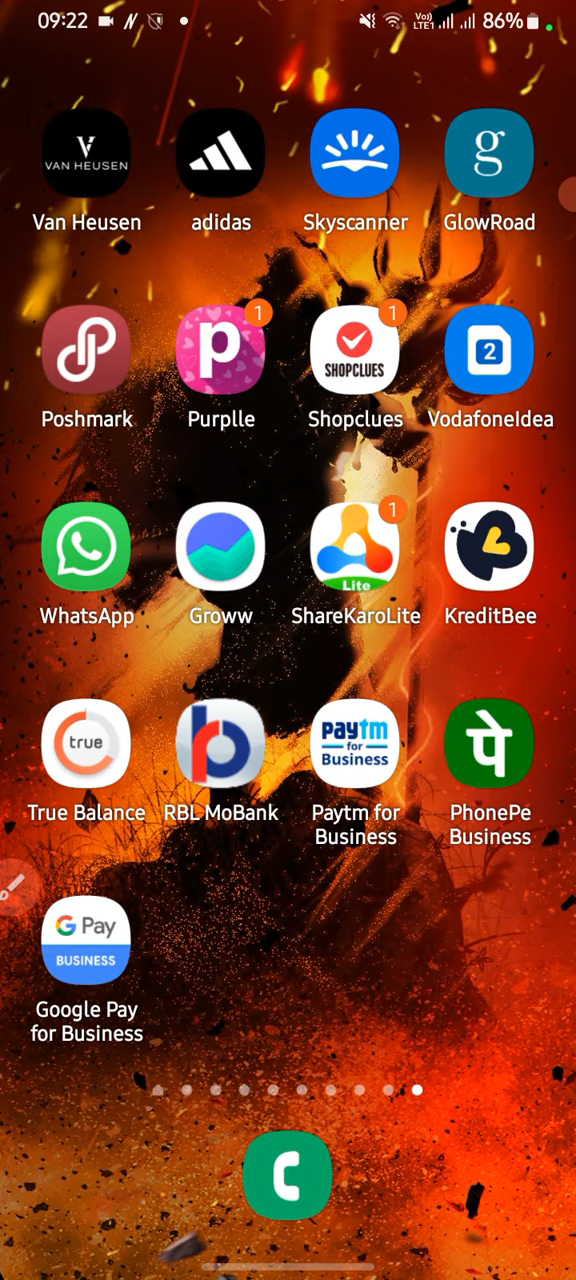 09:22
Vo))
LTE1
86%
VAN HEUSEN
g
Van Heusen
adidas
Skyscanner
GlowRoad
1
1
p
SHOPCLUES
2
Poshmark
Purplle
Shopclues
VodafoneIdea
1
Lite
WhatsApp
Groww
ShareKaroLite
KreditBee
true
paytm
for
Business
पे
True Balance
RBL MoBank
Paytm for
Business
PhonePe
Business
G Pay
BUSINESS
Google Pay
for Business